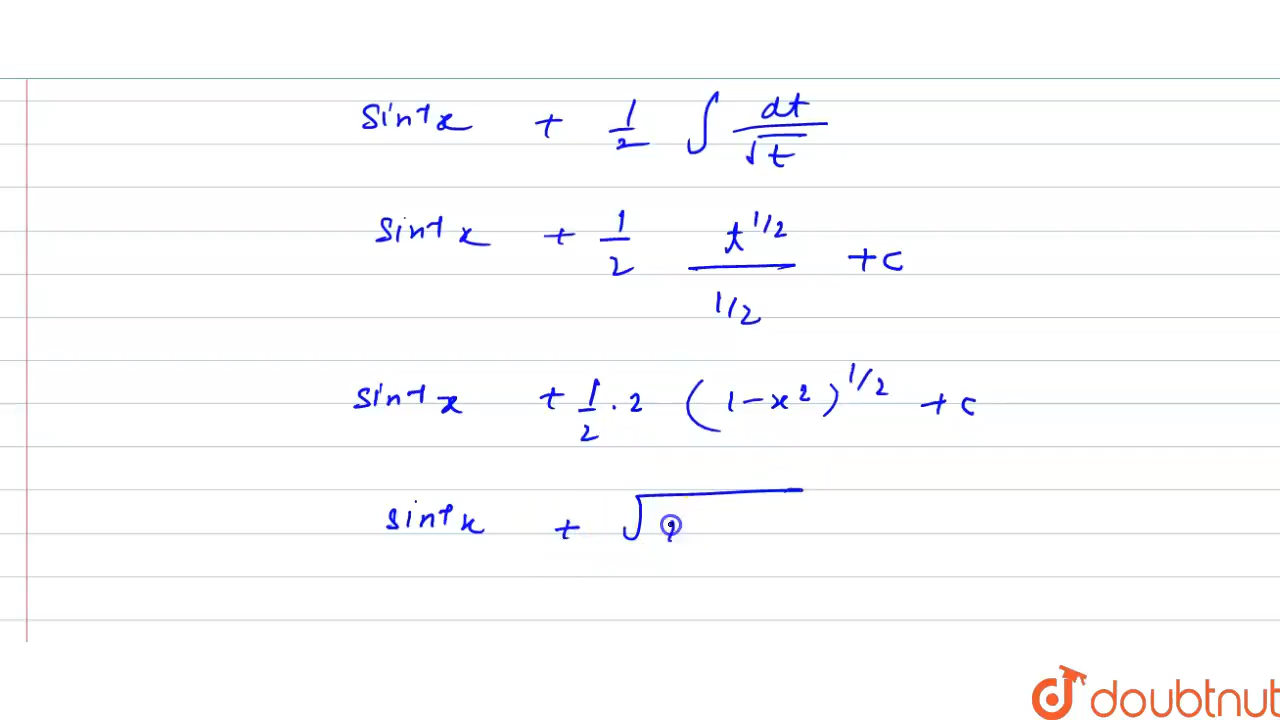 sin⁻¹x + 1/2 ∫ dt/√t
sin⁻¹x + 1/2 t^1/2 / 1/2 + c
sin⁻¹x + 1/2 · 2 (1 - x²)^1/2 + c
sin⁻¹x + √
doubtnut